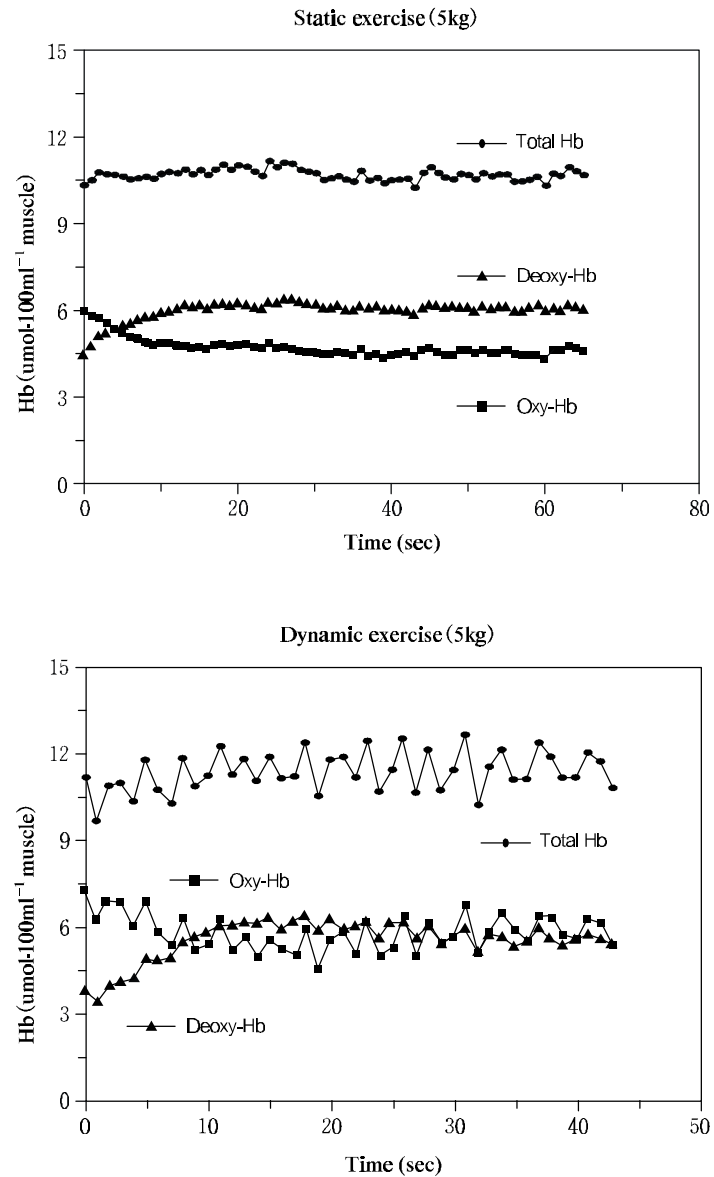 Static exercise(5kg)
15
12
9
6
3
0
Hb(umol·100ml⁻¹ muscle)
Total Hb
Deoxy-Hb
Oxy-Hb
0 20 40 60 80
Time (sec)
Dynamic exercise(5kg)
15
12
9
6
3
0
Hb(umol·100ml⁻¹ muscle)
Total Hb
Oxy-Hb
Deoxy-Hb
0 10 20 30 40 50
Time (sec)